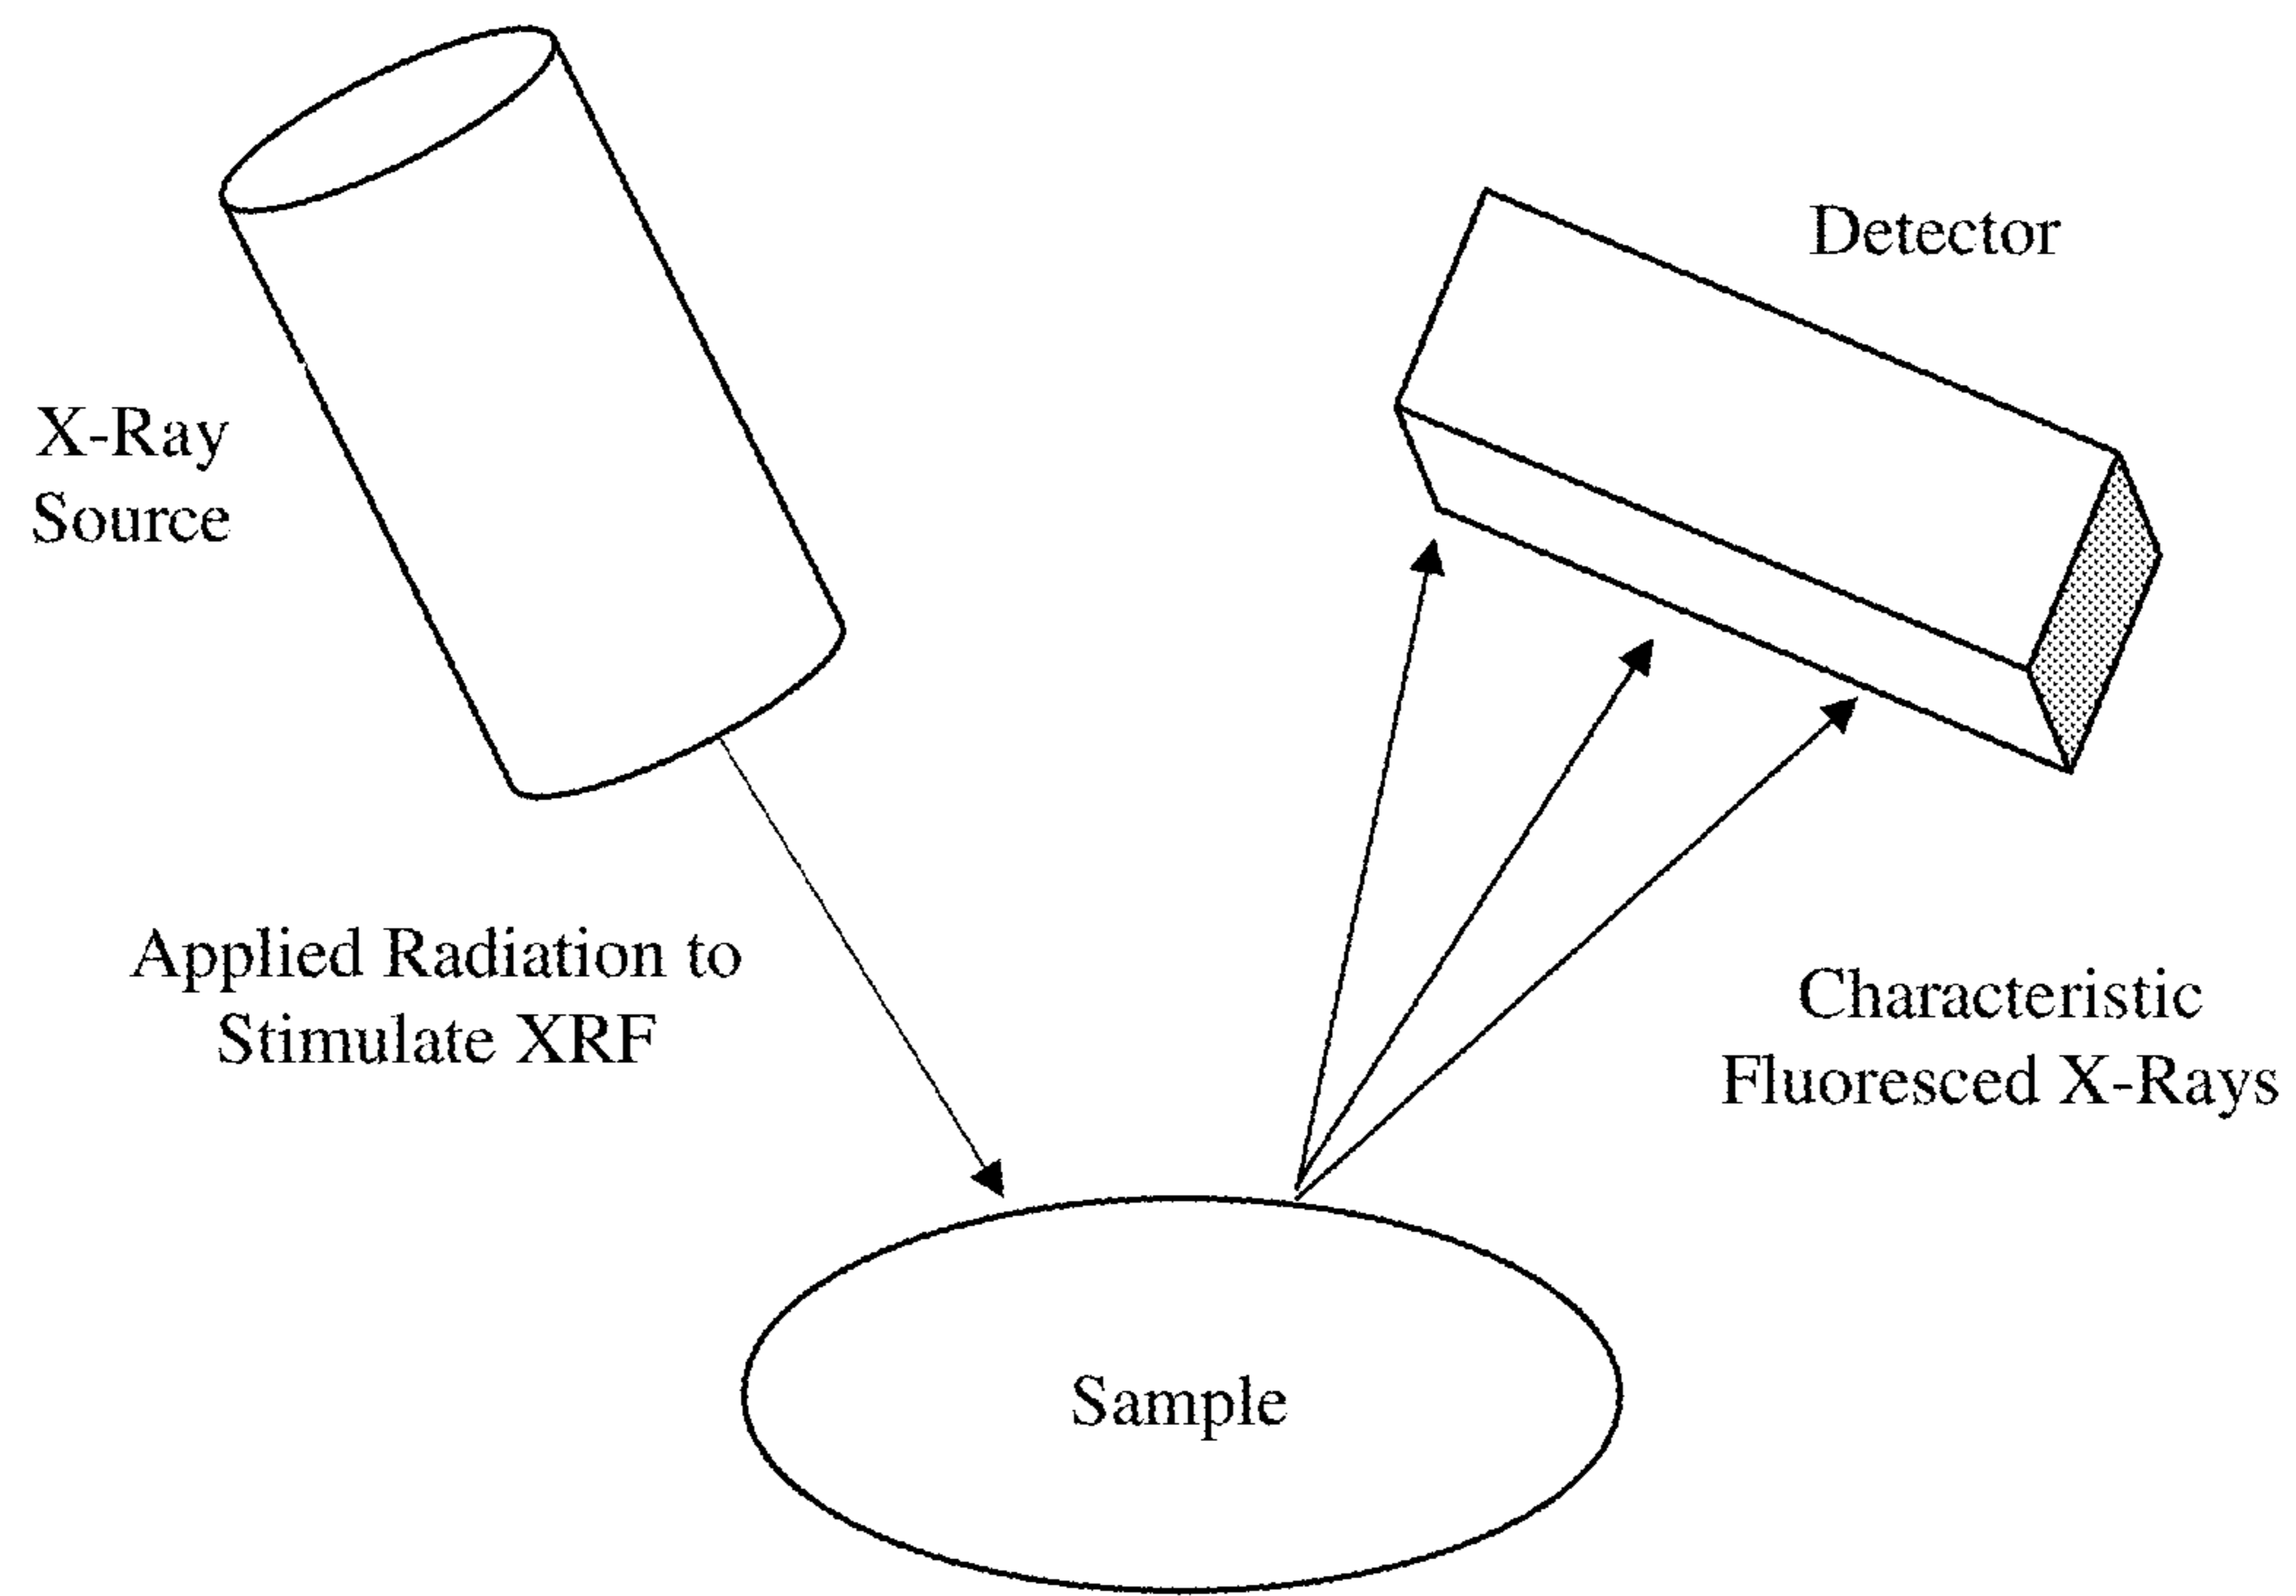 Detector
X-Ray
Source
Applied Radiation to
Stimulate XRF
Characteristic
Fluoresced X-Rays
Sample